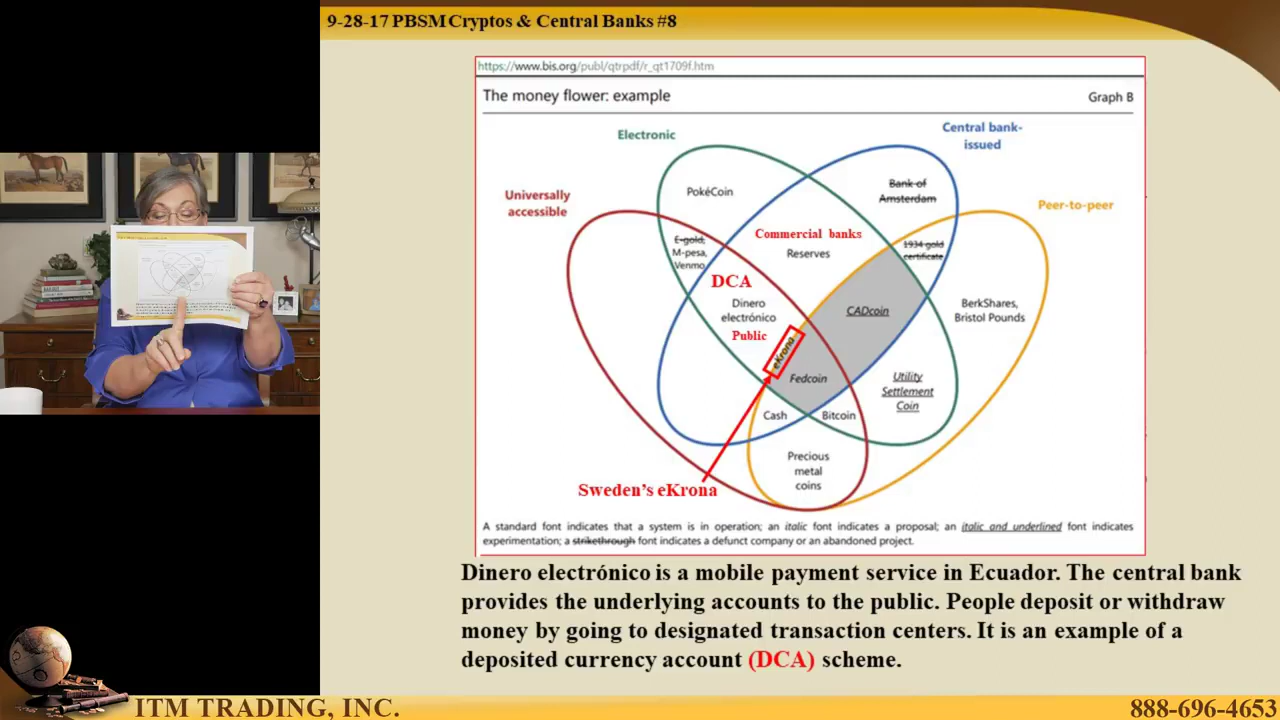 9-28-17 PBSM Cryptos & Central Banks #8
https://www.bis.org/publ/qtrpdf/r_qt1709f.htm
The money flower: example
Graph B
Electronic
Central bank-
issued
Universally
accessible
Peer-to-peer
PokéCoin
Bank of
Amsterdam
E-gold,
M-pesa,
Venmo
Commercial banks
Reserves
1934 gold
certificate
DCA
Dinero
electrónico
Public
eKrona
CADcoin
BerkShares,
Bristol Pounds
Fedcoin
Utility
Settlement
Coin
Cash
Bitcoin
Precious
metal
coins
Sweden's eKrona
A standard font indicates that a system is in operation; an italic font indicates a proposal; an italic and underlined font indicates
experimentation; a strikethrough font indicates a defunct company or an abandoned project.
Dinero electrónico is a mobile payment service in Ecuador. The central bank
provides the underlying accounts to the public. People deposit or withdraw
money by going to designated transaction centers. It is an example of a
deposited currency account (DCA) scheme.
ITM TRADING, INC.
888-696-4653